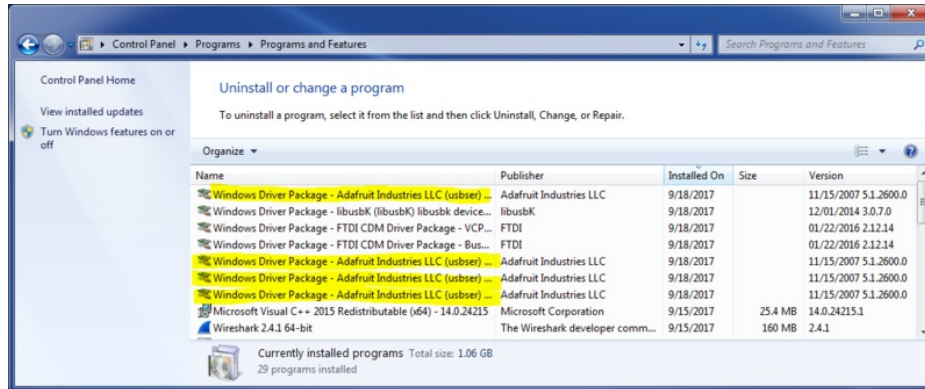 Control Panel ▸ Programs ▸ Programs and Features
Search Programs and Features
Control Panel Home
View installed updates
Turn Windows features on or
off
Uninstall or change a program
To uninstall a program, select it from the list and then click Uninstall, Change, or Repair.
Organize
Name Publisher Installed On Size Version
Windows Driver Package - Adafruit Industries LLC (usbser) ... Adafruit Industries LLC 9/18/2017 11/15/2007 5.1.2600.0
Windows Driver Package - libusbK (libusbK) libusbk device... libusbK 9/18/2017 12/01/2014 3.0.7.0
Windows Driver Package - FTDI CDM Driver Package - VCP... FTDI 9/18/2017 01/22/2016 2.12.14
Windows Driver Package - FTDI CDM Driver Package - Bus... FTDI 9/18/2017 01/22/2016 2.12.14
Windows Driver Package - Adafruit Industries LLC (usbser) ... Adafruit Industries LLC 9/18/2017 11/15/2007 5.1.2600.0
Windows Driver Package - Adafruit Industries LLC (usbser) ... Adafruit Industries LLC 9/18/2017 11/15/2007 5.1.2600.0
Windows Driver Package - Adafruit Industries LLC (usbser) ... Adafruit Industries LLC 9/18/2017 11/15/2007 5.1.2600.0
Microsoft Visual C++ 2015 Redistributable (x64) - 14.0.24215 Microsoft Corporation 9/15/2017 25.4 MB 14.0.24215.1
Wireshark 2.4.1 64-bit The Wireshark developer comm... 9/15/2017 160 MB 2.4.1
Currently installed programs Total size: 1.06 GB
29 programs installed